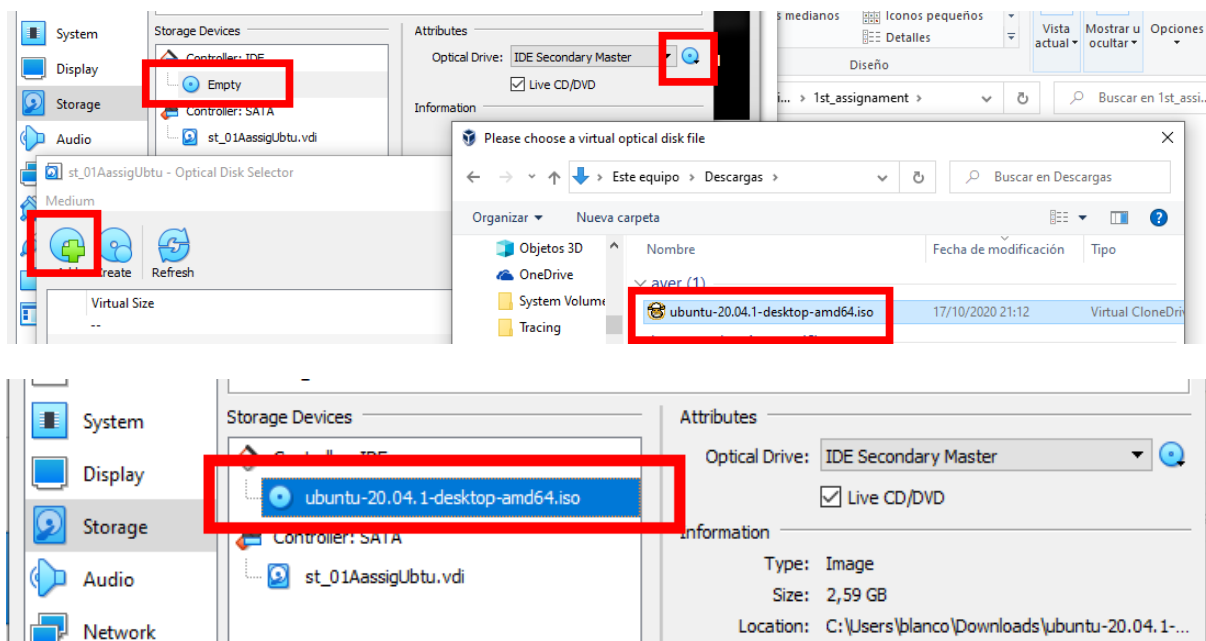 System
Display
Storage
Audio
Storage Devices
Controller: IDE
Empty
Controller: SATA
st_01AassigUbtu.vdi
Attributes
Optical Drive: IDE Secondary Master
Live CD/DVD
Information
s medianos Iconos pequeños
Detalles
Diseño
Vista actual
Mostrar u ocultar
Opciones
i... > 1st_assignament >
Buscar en 1st_assi...
st_01AassigUbtu - Optical Disk Selector
Medium
Create
Refresh
Virtual Size
--
Please choose a virtual optical disk file
Este equipo > Descargas >
Buscar en Descargas
Organizar
Nueva carpeta
Objetos 3D
OneDrive
System Volume
Tracing
Nombre
Fecha de modificación
Tipo
ayer (1)
ubuntu-20.04.1-desktop-amd64.iso 17/10/2020 21:12 Virtual CloneDri
System
Display
Storage
Audio
Network
Storage Devices
ubuntu-20.04.1-desktop-amd64.iso
Controller: SATA
st_01AassigUbtu.vdi
Attributes
Optical Drive: IDE Secondary Master
Live CD/DVD
Information
Type: Image
Size: 2,59 GB
Location: C:\Users\blanco\Downloads\ubuntu-20.04.1-...